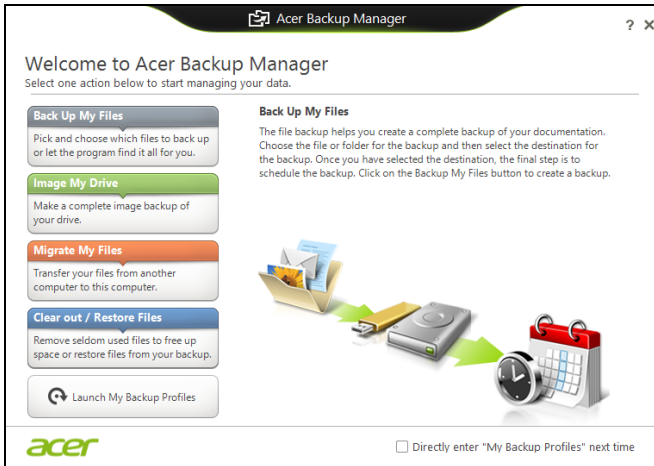 Acer Backup Manager
?
Welcome to Acer Backup Manager
Select one action below to start managing your data.
Back Up My Files
Pick and choose which files to back up
or let the program find it all for you.
Image My Drive
Make a complete image backup of
your drive.
Migrate My Files
Transfer your files from another
computer to this computer.
Clear out / Restore Files
Remove seldom used files to free up
space or restore files from your backup.
Launch My Backup Profiles
Back Up My Files
The file backup helps you create a complete backup of your documentation.
Choose the file or folder for the backup and then select the destination for
the backup. Once you have selected the destination, the final step is to
schedule the backup. Click on the Backup My Files button to create a backup.
acer
Directly enter "My Backup Profiles" next time